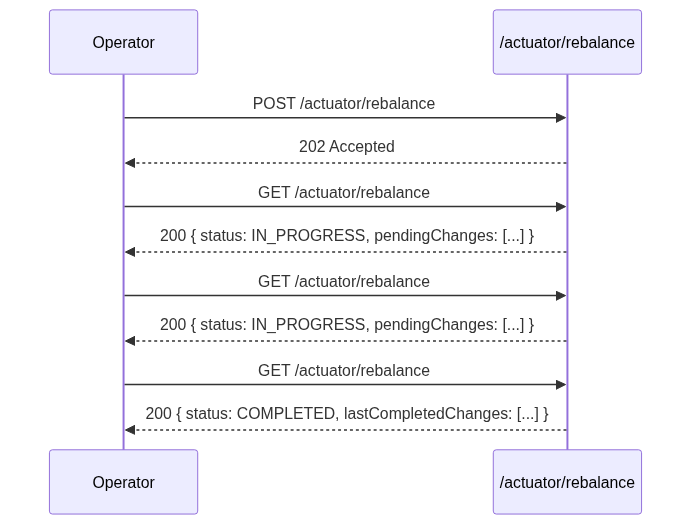 Operator
/actuator/rebalance
POST /actuator/rebalance
202 Accepted
GET /actuator/rebalance
200 { status: IN_PROGRESS, pendingChanges: [...] }
GET /actuator/rebalance
200 { status: IN_PROGRESS, pendingChanges: [...] }
GET /actuator/rebalance
200 { status: COMPLETED, lastCompletedChanges: [...] }
Operator
/actuator/rebalance